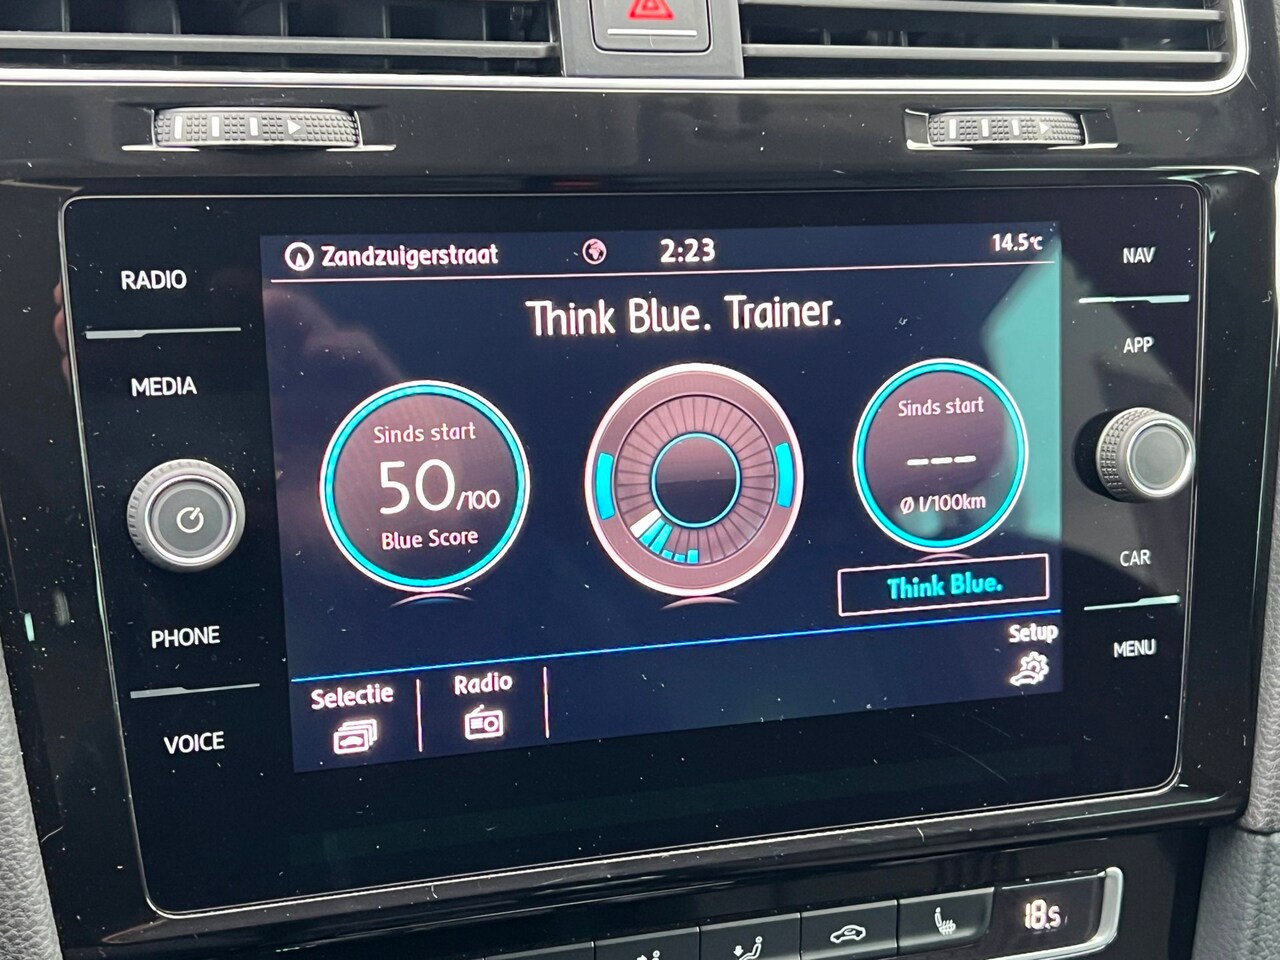 RADIO
MEDIA
PHONE
VOICE
Zandzuigerstraat
2:23
14.5°C
Think Blue. Trainer.
Sinds start
50/100
Blue Score
Sinds start
---
Ø l/100km
Think Blue.
Selectie
Radio
Setup
NAV
APP
CAR
MENU
18.5